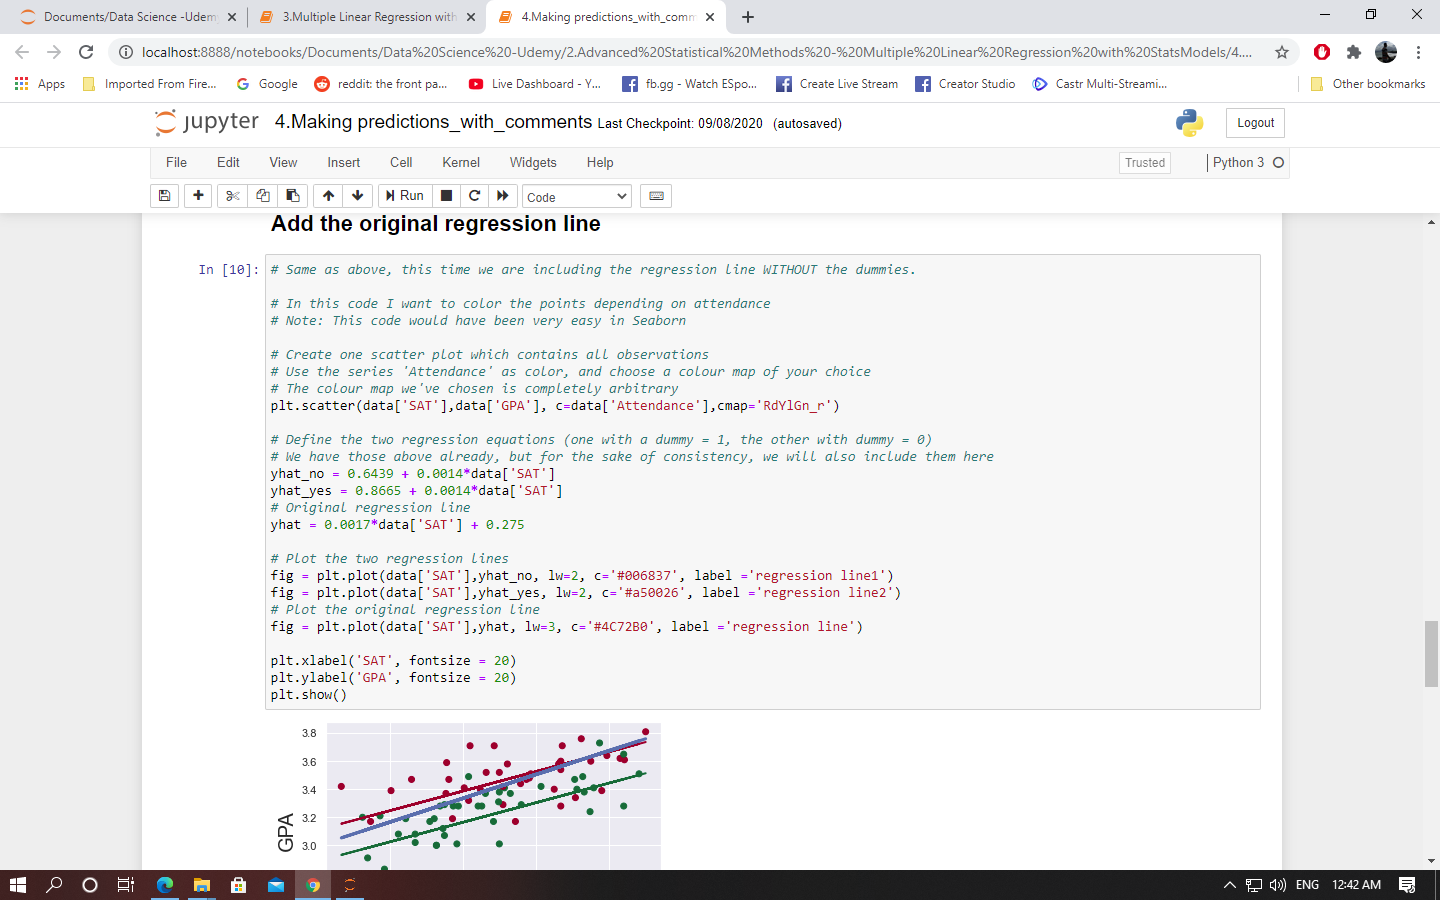 Documents/Data Science -Udem
3.Multiple Linear Regression with
4.Making predictions_with_comm
localhost:8888/notebooks/Documents/Data%20Science%20-Udemy/2.Advanced%20Statistical%20Methods%20-%20Multiple%20Linear%20Regression%20with%20StatsModels/4....
Apps
Imported From Fire...
Google
reddit: the front pa...
Live Dashboard - Y...
fb.gg - Watch ESpo...
Create Live Stream
Creator Studio
Castr Multi-Streami...
Other bookmarks
jupyter 4.Making predictions_with_comments Last Checkpoint: 09/08/2020 (autosaved)
Logout
File Edit View Insert Cell Kernel Widgets Help
Trusted
Python 3
Run
Code
Add the original regression line
In [10]:
# Same as above, this time we are including the regression line WITHOUT the dummies.
# In this code I want to color the points depending on attendance
# Note: This code would have been very easy in Seaborn
# Create one scatter plot which contains all observations
# Use the series 'Attendance' as color, and choose a colour map of your choice
# The colour map we've chosen is completely arbitrary
plt.scatter(data['SAT'],data['GPA'], c=data['Attendance'],cmap='RdYlGn_r')
# Define the two regression equations (one with a dummy = 1, the other with dummy = 0)
# We have those above already, but for the sake of consistency, we will also include them here
yhat_no = 0.6439 + 0.0014*data['SAT']
yhat_yes = 0.8665 + 0.0014*data['SAT']
# Original regression line
yhat = 0.0017*data['SAT'] + 0.275
# Plot the two regression lines
fig = plt.plot(data['SAT'],yhat_no, lw=2, c='#006837', label ='regression line1')
fig = plt.plot(data['SAT'],yhat_yes, lw=2, c='#a50026', label ='regression line2')
# Plot the original regression line
fig = plt.plot(data['SAT'],yhat, lw=3, c='#4C72B0', label ='regression line')
plt.xlabel('SAT', fontsize = 20)
plt.ylabel('GPA', fontsize = 20)
plt.show()
3.8
3.6
3.4
3.2
3.0
GPA
ENG
12:42 AM